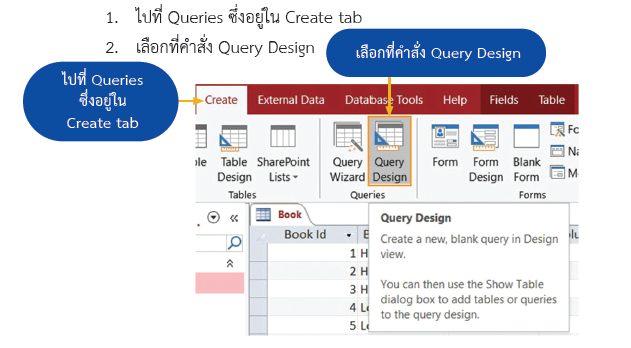 1. ไปที่ Queries ซึ่งอยู่ใน Create tab
2. เลือกที่คำสั่ง Query Design
เลือกที่คำสั่ง Query Design
ไปที่ Queries
ซึ่งอยู่ใน
Create tab
Create External Data Database Tools Help Fields Table
Table Design
SharePoint Lists
Query Wizard
Query Design
Form
Form Design
Blank Form
Tables Queries Forms
Book
Book Id
1 H
2 H
3 H
4
5
Query Design
Create a new, blank query in Design
view.
You can then use the Show Table
dialog box to add tables or queries
to the query design.